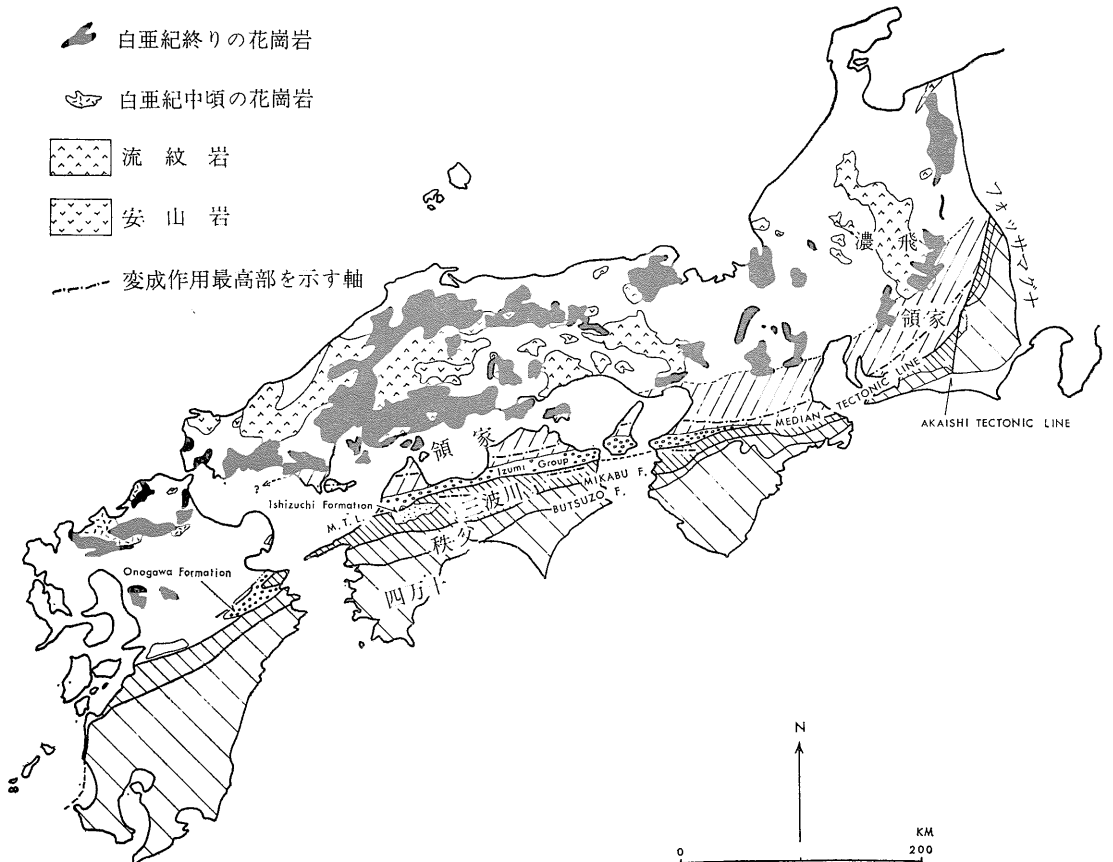 白亜紀終りの花崗岩
白亜紀中頃の花崗岩
流紋岩
安山岩
変成作用最高部を示す軸
フォッサマグナ
濃飛
領家
MEDIAN TECTONIC LINE
AKAISHI TECTONIC LINE
領家
Izumi Group
?
Ishizuchi Formation
M.T.L.
三波川
MIKABU F.
BUTSUZO F.
秩父
四万十
Onogawa Formation
N
KM
0 200